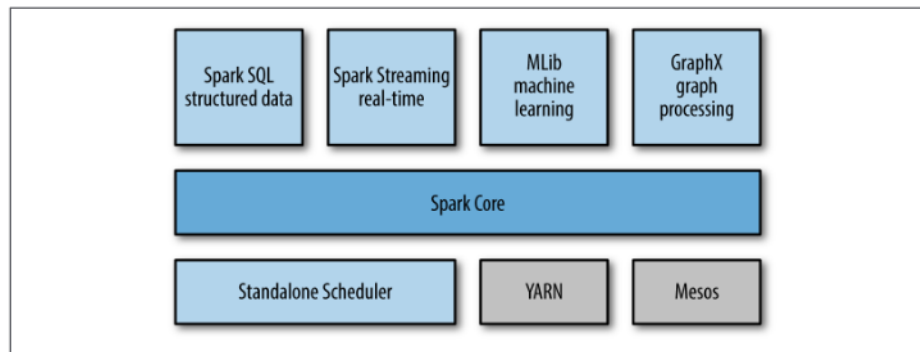 Spark SQL
structured data
Spark Streaming
real-time
MLib
machine
learning
GraphX
graph
processing
Spark Core
Standalone Scheduler
YARN
Mesos